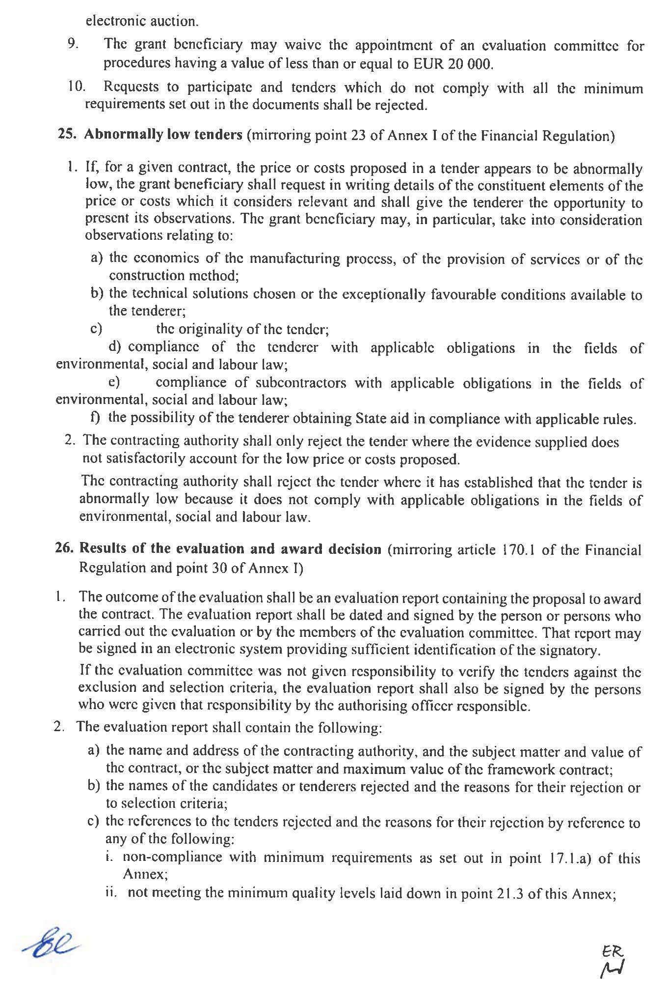 electronic auction.
9. The grant beneficiary may waive the appointment of an evaluation committee for
procedures having a value of less than or equal to EUR 20 000.
10. Requests to participate and tenders which do not comply with all the minimum
requirements set out in the documents shall be rejected.
25. Abnormally low tenders (mirroring point 23 of Annex I of the Financial Regulation)
1. If, for a given contract, the price or costs proposed in a tender appears to be abnormally
low, the grant beneficiary shall request in writing details of the constituent elements of the
price or costs which it considers relevant and shall give the tenderer the opportunity to
present its observations. The grant beneficiary may, in particular, take into consideration
observations relating to:
a) the economics of the manufacturing process, of the provision of services or of the
construction method;
b) the technical solutions chosen or the exceptionally favourable conditions available to
the tenderer;
c) the originality of the tender;
d) compliance of the tenderer with applicable obligations in the fields of
environmental, social and labour law;
e) compliance of subcontractors with applicable obligations in the fields of
environmental, social and labour law;
f) the possibility of the tenderer obtaining State aid in compliance with applicable rules.
2. The contracting authority shall only reject the tender where the evidence supplied does
not satisfactorily account for the low price or costs proposed.
The contracting authority shall reject the tender where it has established that the tender is
abnormally low because it does not comply with applicable obligations in the fields of
environmental, social and labour law.
26. Results of the evaluation and award decision (mirroring article 170.1 of the Financial
Regulation and point 30 of Annex I)
1. The outcome of the evaluation shall be an evaluation report containing the proposal to award
the contract. The evaluation report shall be dated and signed by the person or persons who
carried out the evaluation or by the members of the evaluation committee. That report may
be signed in an electronic system providing sufficient identification of the signatory.
If the evaluation committee was not given responsibility to verify the tenders against the
exclusion and selection criteria, the evaluation report shall also be signed by the persons
who were given that responsibility by the authorising officer responsible.
2. The evaluation report shall contain the following:
a) the name and address of the contracting authority, and the subject matter and value of
the contract, or the subject matter and maximum value of the framework contract;
b) the names of the candidates or tenderers rejected and the reasons for their rejection or
to selection criteria;
c) the references to the tenders rejected and the reasons for their rejection by reference to
any of the following:
i. non-compliance with minimum requirements as set out in point 17.1.a) of this
Annex;
ii. not meeting the minimum quality levels laid down in point 21.3 of this Annex;
ER